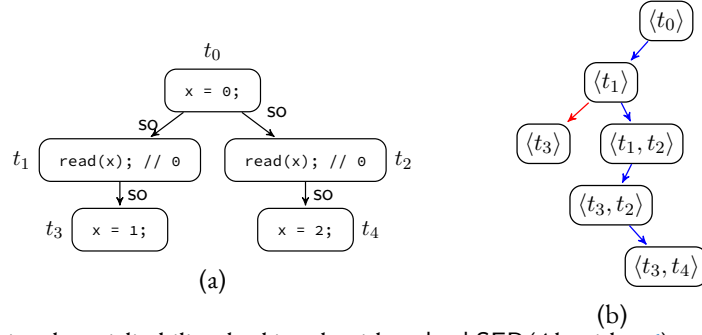 t₀
x = 0;
so so
t₁ read(x); // 0 read(x); // 0 t₂
so so
t₃ x = 1; x = 2; t₄
(a)
⟨t₀⟩
⟨t₁⟩
⟨t₃⟩ ⟨t₁, t₂⟩
⟨t₃, t₂⟩
⟨t₃, t₄⟩
(b)